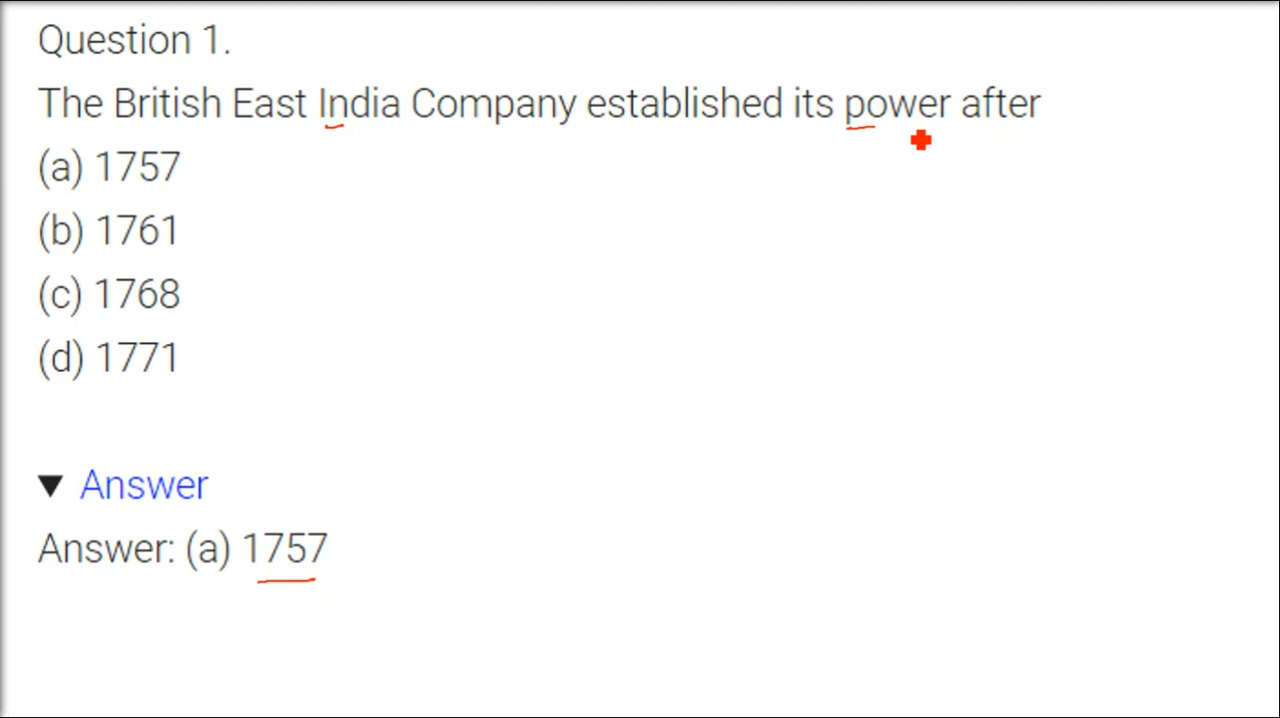 Question 1.
The British East India Company established its power after
(a) 1757
(b) 1761
(c) 1768
(d) 1771
▼ Answer
Answer: (a) 1757